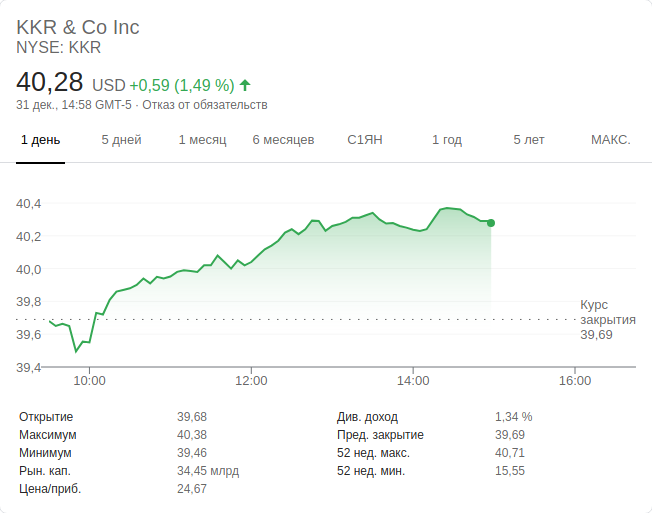 KKR & Co Inc
NYSE: KKR
40,28 USD +0,59 (1,49 %)
31 дек., 14:58 GMT-5 · Отказ от обязательств
1 день 5 дней 1 месяц 6 месяцев С1ЯН 1 год 5 лет МАКС.
40,4
40,2
40,0
39,8
39,6
39,4
Курс
закрытия
39,69
10:00 12:00 14:00 16:00
Открытие 39,68
Максимум 40,38
Минимум 39,46
Рын. кап. 34,45 млрд
Цена/приб. 24,67
Див. доход 1,34 %
Пред. закрытие 39,69
52 нед. макс. 40,71
52 нед. мин. 15,55